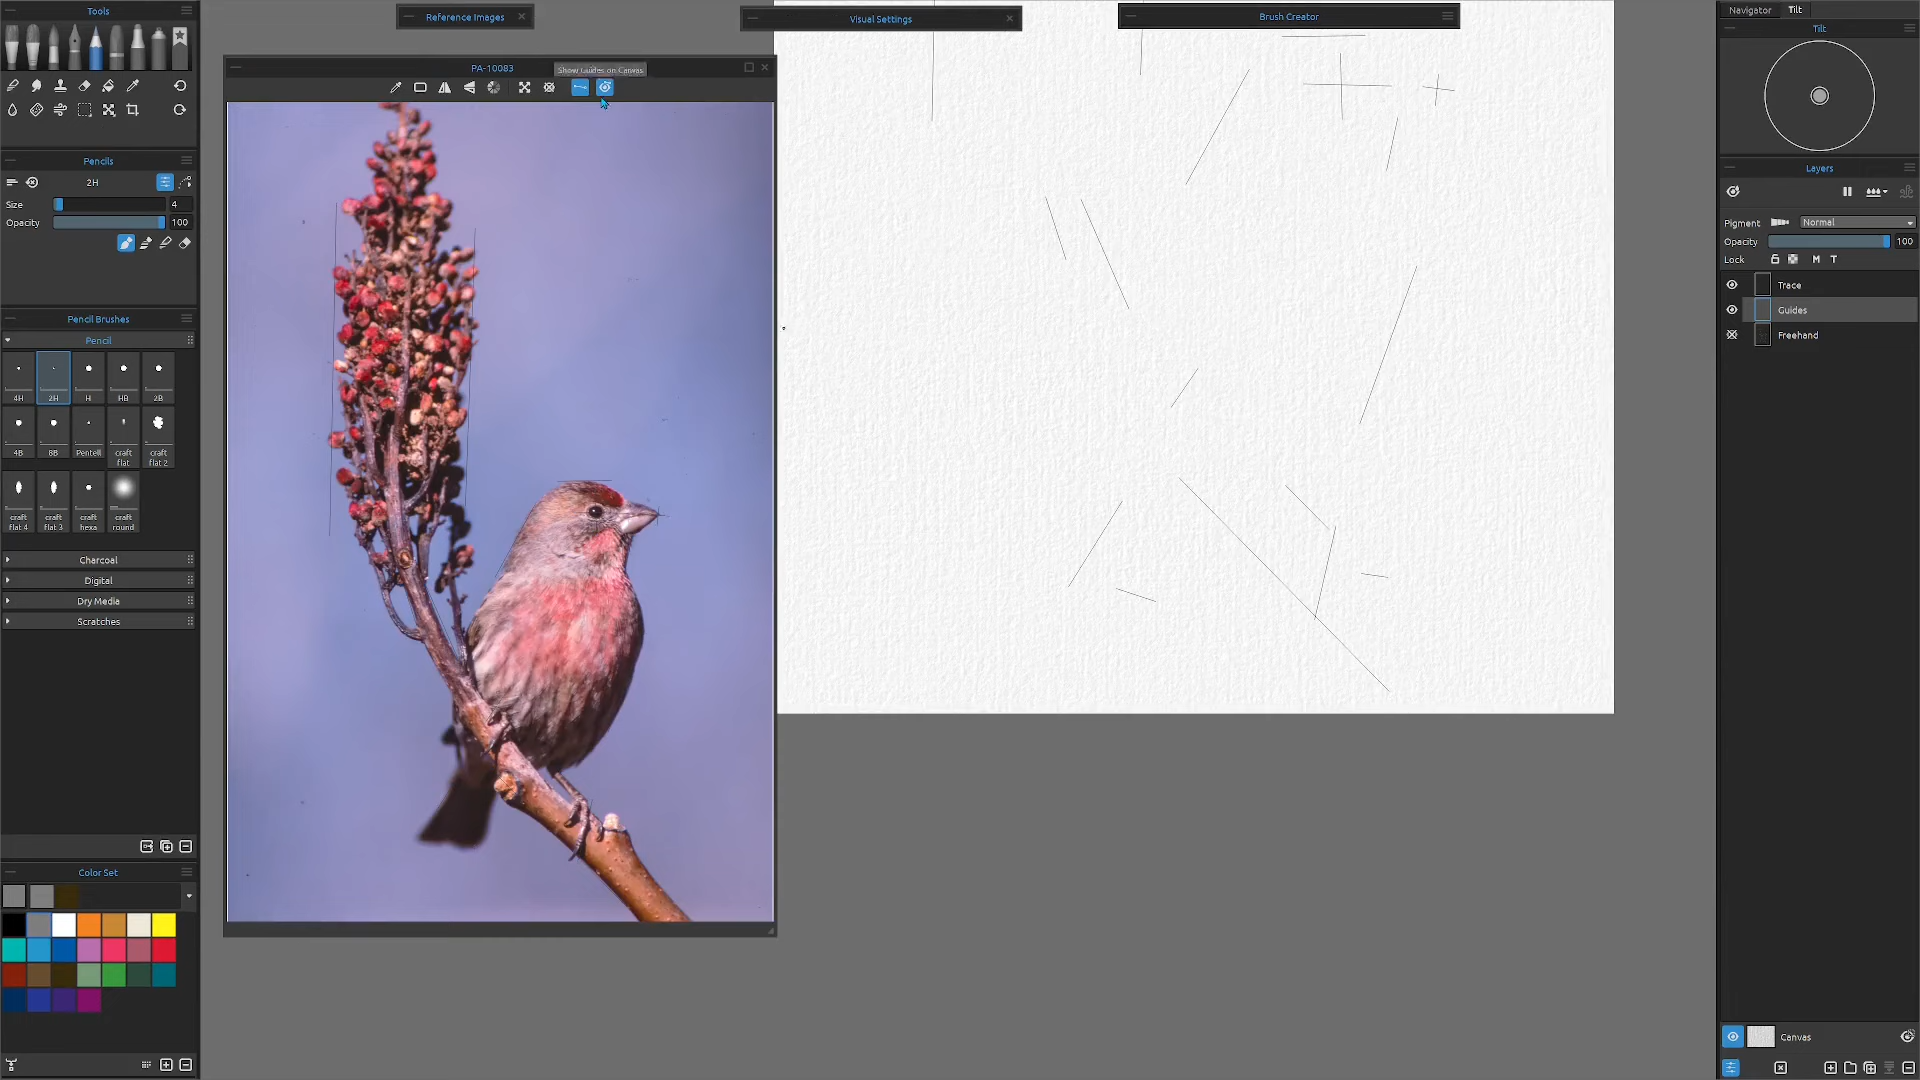 Tools
Reference Images
Visual Settings
Brush Creator
Navigator
Tilt
Tilt
PA-10083
Show Guides on Canvas
Pencils
2H
Size
4
Opacity
100
Layers
Pigment
Normal
Opacity
100
Lock
M
T
Trace
Guides
Freehand
Pencil Brushes
Pencil
4H
2H
H
HB
2B
4B
8B
Pentell
craft flat
craft flat 2
craft flat 4
craft flat 3
craft hexa
craft round
Charcoal
Digital
Dry Media
Scratches
Color Set
Canvas